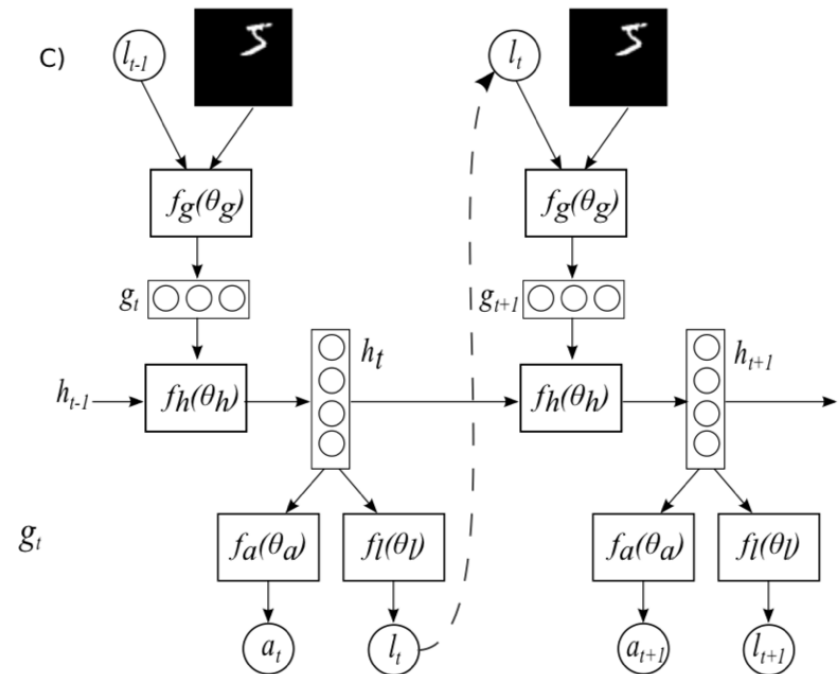 C) l_{t-1} l_t
f_g(θ_g) f_g(θ_g)
g_t g_{t+1}
h_t h_{t+1}
h_{t-1} f_h(θ_h) f_h(θ_h)
g_t f_a(θ_a) f_l(θ_l) f_a(θ_a) f_l(θ_l)
a_t l_t a_{t+1} l_{t+1}